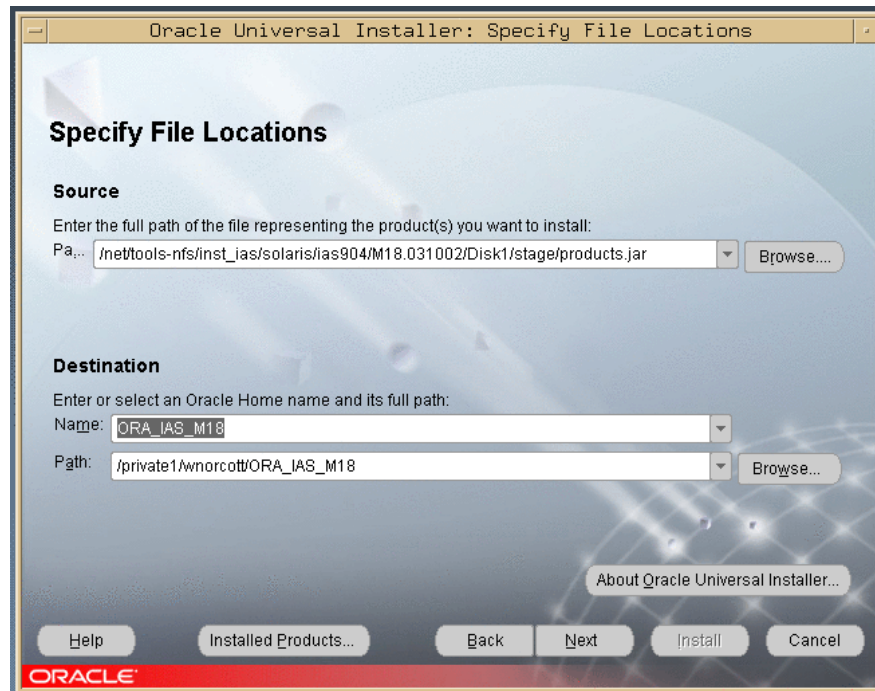 Oracle Universal Installer: Specify File Locations
Specify File Locations
Source
Enter the full path of the file representing the product(s) you want to install:
Pa... /net/tools-nfs/inst_ias/solaris/ias904/M18.031002/Disk1/stage/products.jar Browse....
Destination
Enter or select an Oracle Home name and its full path:
Name: ORA_IAS_M18
Path: /private1/wnorcott/ORA_IAS_M18 Browse...
About Oracle Universal Installer...
Help Installed Products... Back Next Install Cancel
ORACLE